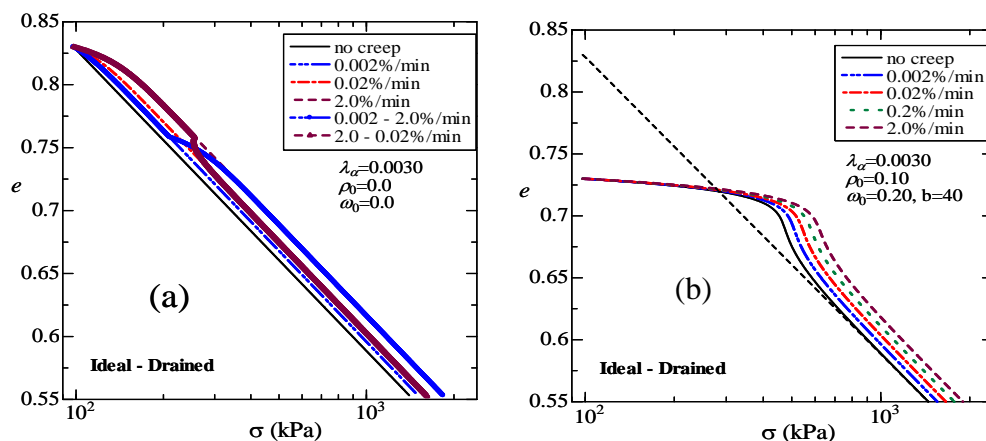 0.85
0.8
0.75
e
0.7
0.65
0.6
0.55
10²
10³
σ (kPa)
no creep
0.002%/min
0.02%/min
2.0%/min
0.002 - 2.0%/min
2.0 - 0.02%/min
λα=0.0030
ρ0=0.0
ω0=0.0
(a)
Ideal - Drained
0.85
0.8
0.75
e
0.7
0.65
0.6
0.55
10²
10³
σ (kPa)
no creep
0.002%/min
0.02%/min
0.2%/min
2.0%/min
λα=0.0030
ρ0=0.10
ω0=0.20, b=40
(b)
Ideal - Drained